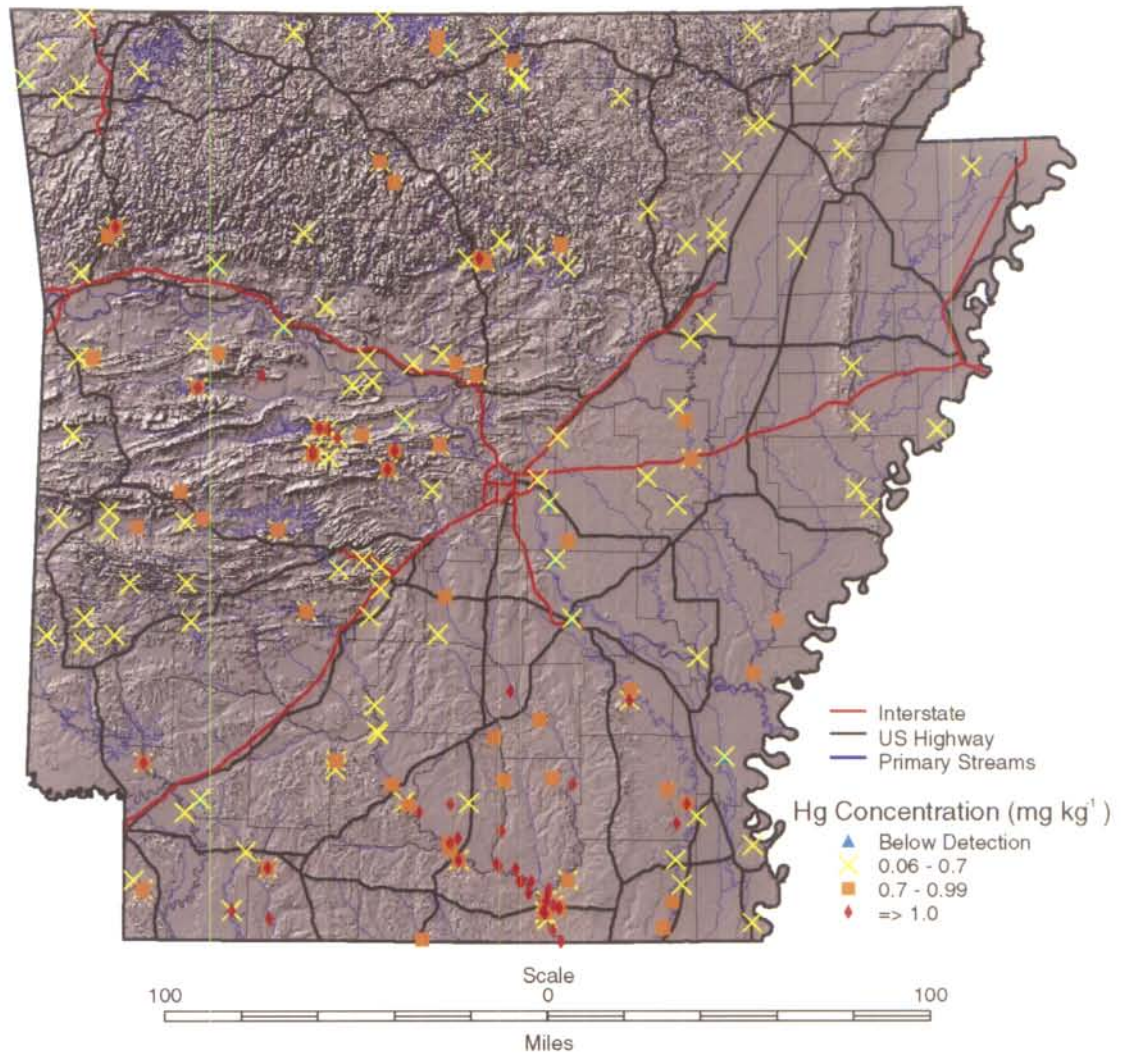 Interstate
US Highway
Primary Streams
Hg Concentration (mg kg⁻¹ )
Below Detection
0.06 - 0.7
0.7 - 0.99
=> 1.0
Scale
100 0 100
Miles